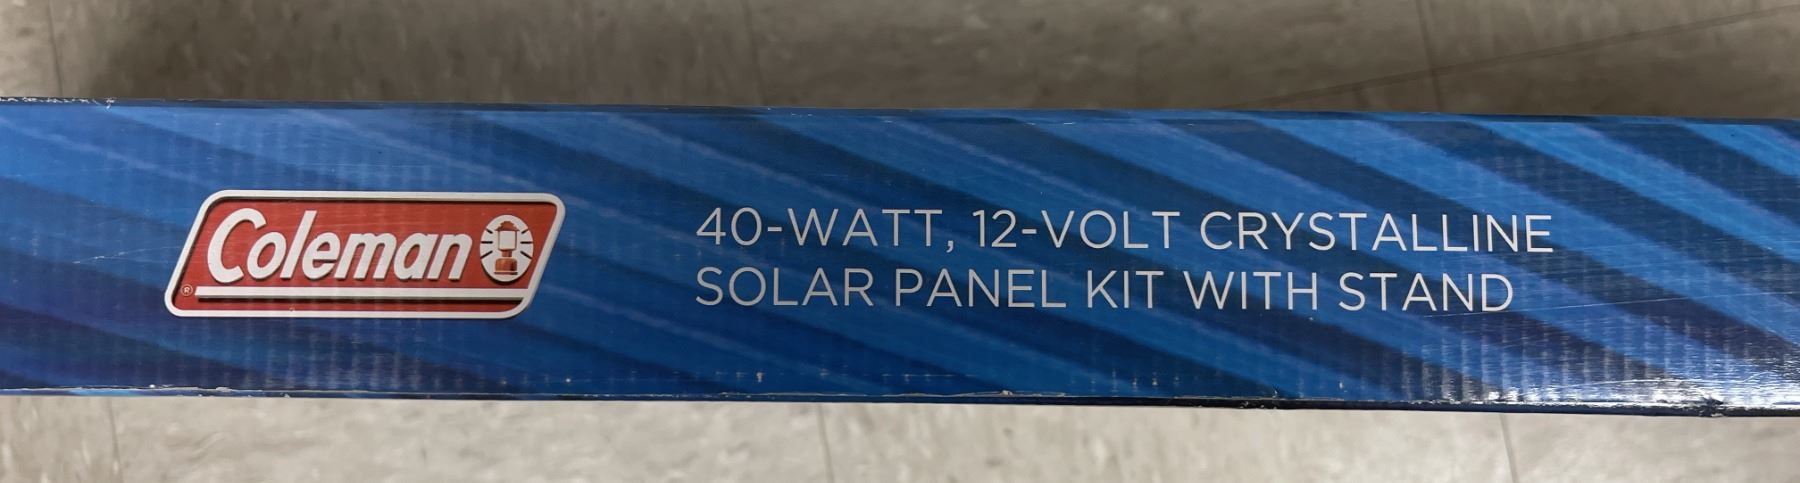 Coleman
®
40-WATT, 12-VOLT CRYSTALLINE
SOLAR PANEL KIT WITH STAND